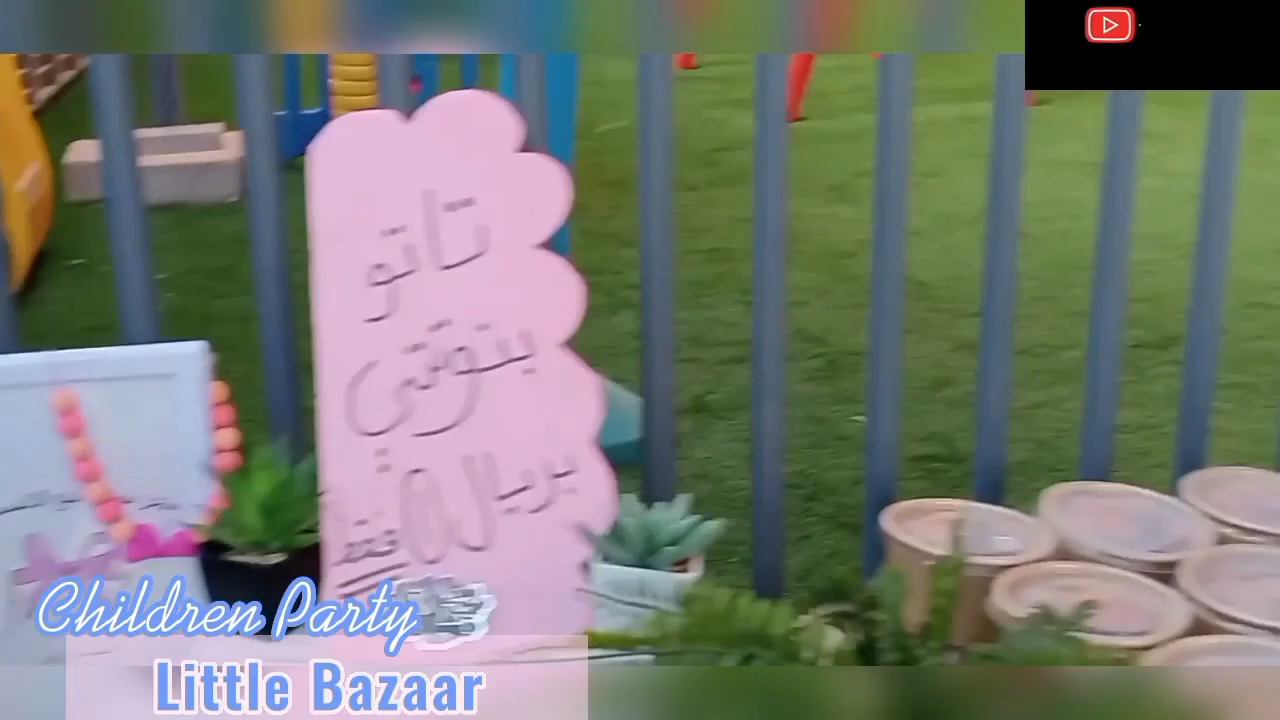 تاتو
بنوتي
بريال
فقط
Children Party
Little Bazaar